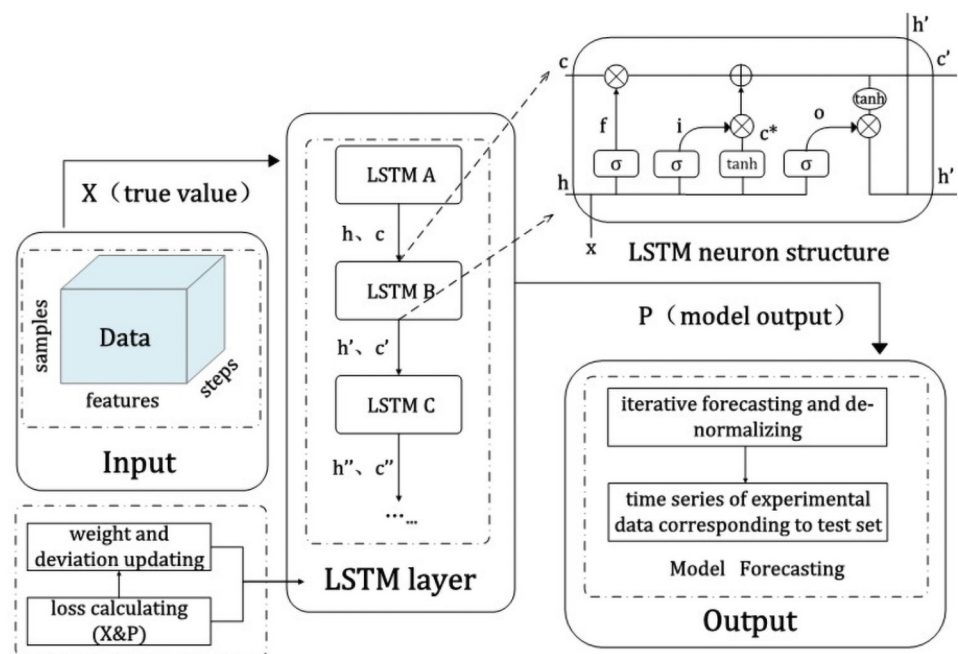 X（true value）
samples
Data
steps
features
Input
weight and
deviation updating
loss calculating
(X&P)
LSTM A
h、c
LSTM B
h’、c’
LSTM C
h’’、c’’
……
LSTM layer
h’
c
c’
tanh
f
i
c*
o
σ
σ
tanh
σ
h
h’
x
LSTM neuron structure
P（model output）
iterative forecasting and de-
normalizing
time series of experimental
data corresponding to test set
Model Forecasting
Output